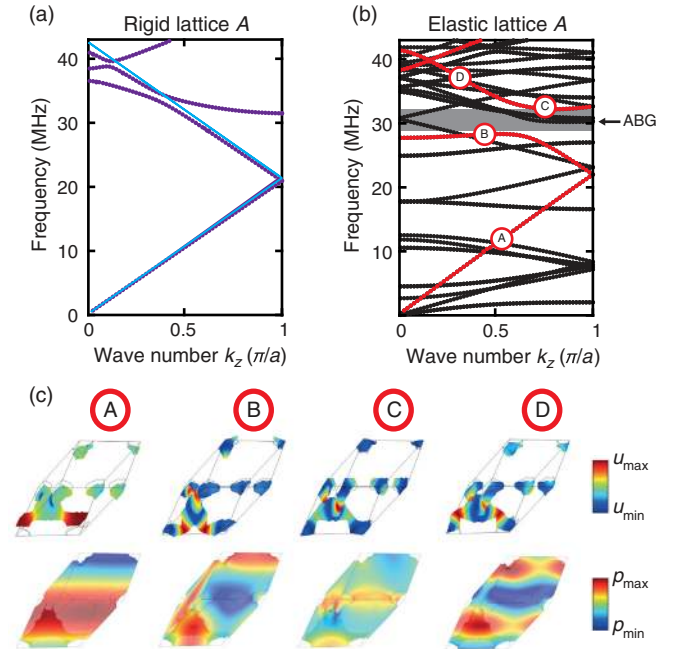 (a) Rigid lattice A
40
30
20
10
0
Frequency (MHz)
0 0.5 1
Wave number k_z (π/a)
(b) Elastic lattice A
40
30
20
10
0
Frequency (MHz)
D
C
B
A
ABG
0 0.5 1
Wave number k_z (π/a)
(c)
A B C D
u_max
u_min
p_max
p_min